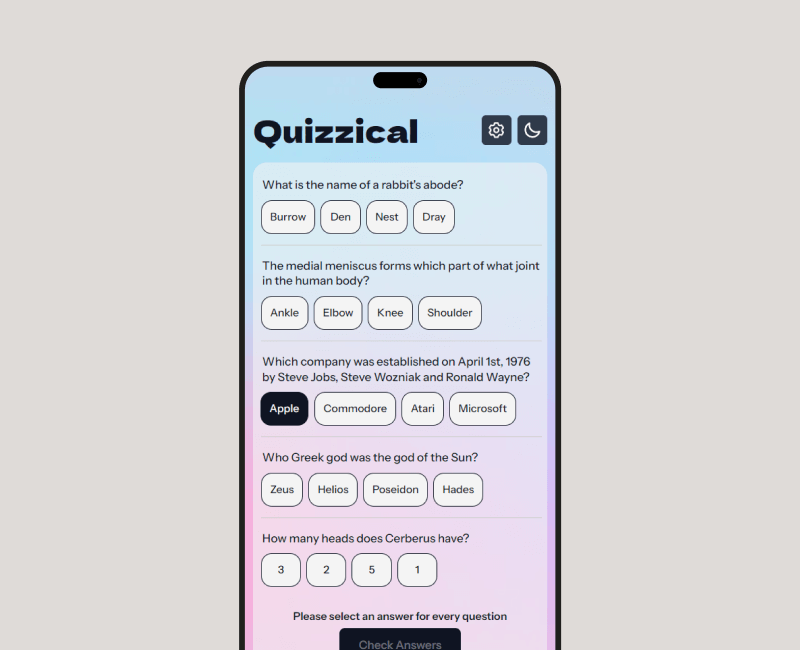 Quizzical
What is the name of a rabbit's abode?
Burrow Den Nest Dray
The medial meniscus forms which part of what joint
in the human body?
Ankle Elbow Knee Shoulder
Which company was established on April 1st, 1976
by Steve Jobs, Steve Wozniak and Ronald Wayne?
Apple Commodore Atari Microsoft
Who Greek god was the god of the Sun?
Zeus Helios Poseidon Hades
How many heads does Cerberus have?
3 2 5 1
Please select an answer for every question
Check Answers